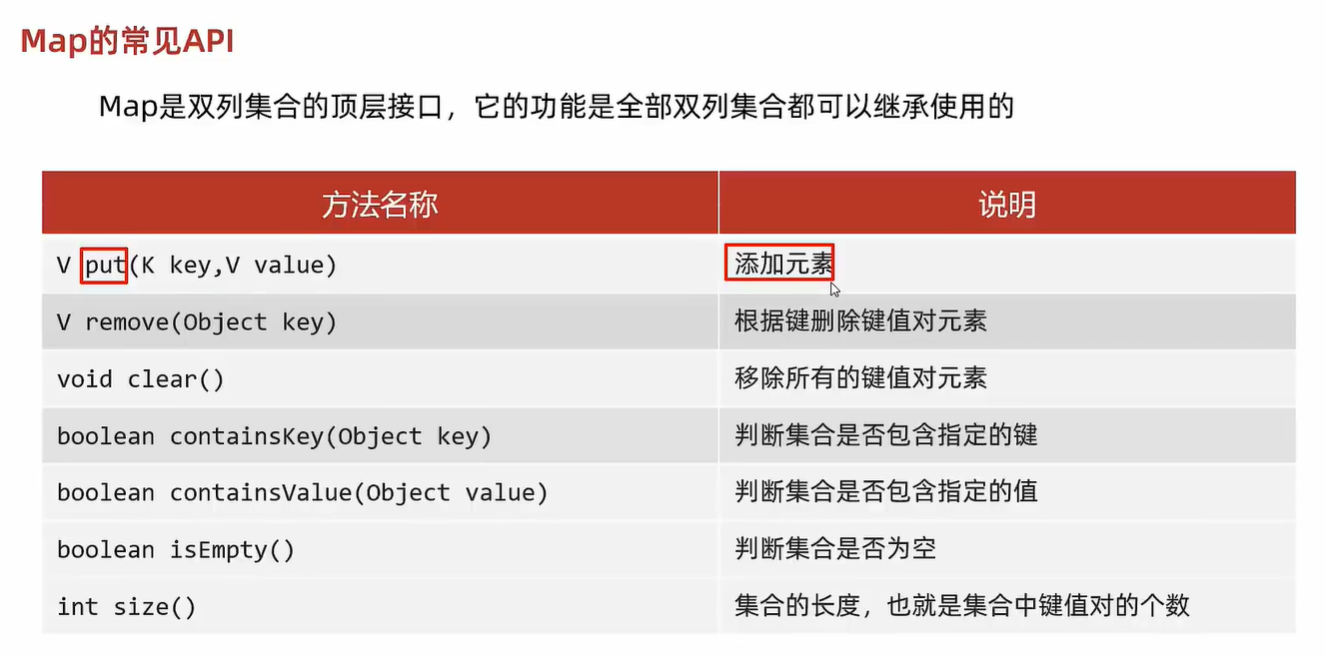 Map的常见API
Map是双列集合的顶层接口，它的功能是全部双列集合都可以继承使用的
方法名称 说明
V put(K key,V value) 添加元素
V remove(Object key) 根据键删除键值对元素
void clear() 移除所有的键值对元素
boolean containsKey(Object key) 判断集合是否包含指定的键
boolean containsValue(Object value) 判断集合是否包含指定的值
boolean isEmpty() 判断集合是否为空
int size() 集合的长度，也就是集合中键值对的个数